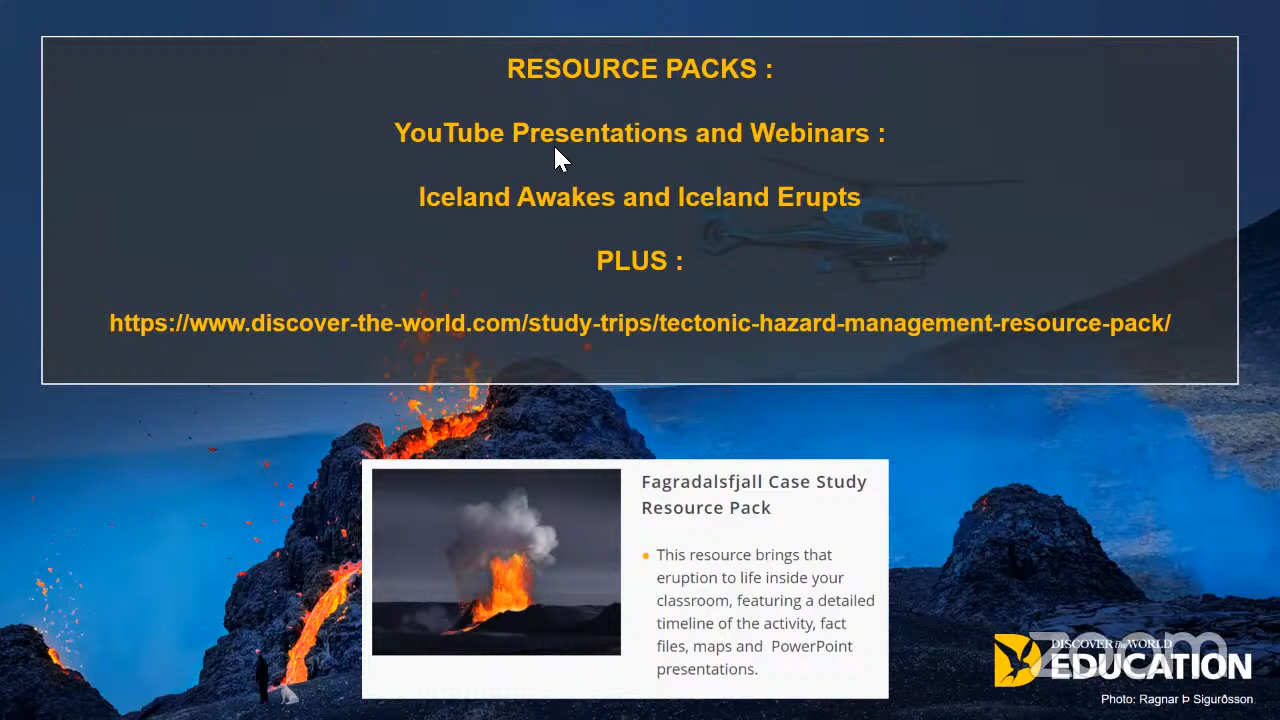 RESOURCE PACKS :
YouTube Presentations and Webinars :
Iceland Awakes and Iceland Erupts
PLUS :
https://www.discover-the-world.com/study-trips/tectonic-hazard-management-resource-pack/
Fagradalsfjall Case Study
Resource Pack
This resource brings that
eruption to life inside your
classroom, featuring a detailed
timeline of the activity, fact
files, maps and PowerPoint
presentations.
DISCOVER the WORLD
zoom
EDUCATION
Photo: Ragnar Þ Sigurðsson